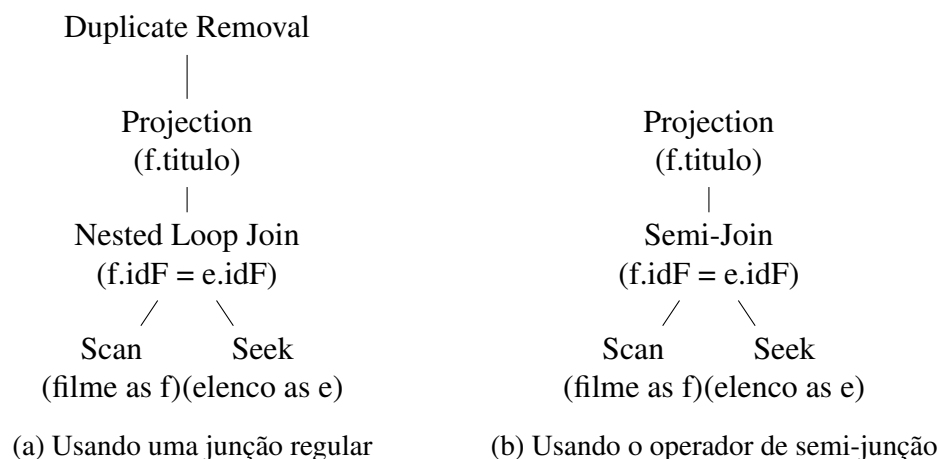 Duplicate Removal
Projection
(f.titulo)
Nested Loop Join
(f.idF = e.idF)
Scan Seek
(filme as f)(elenco as e)
(a) Usando uma junção regular
Projection
(f.titulo)
Semi-Join
(f.idF = e.idF)
Scan Seek
(filme as f)(elenco as e)
(b) Usando o operador de semi-junção